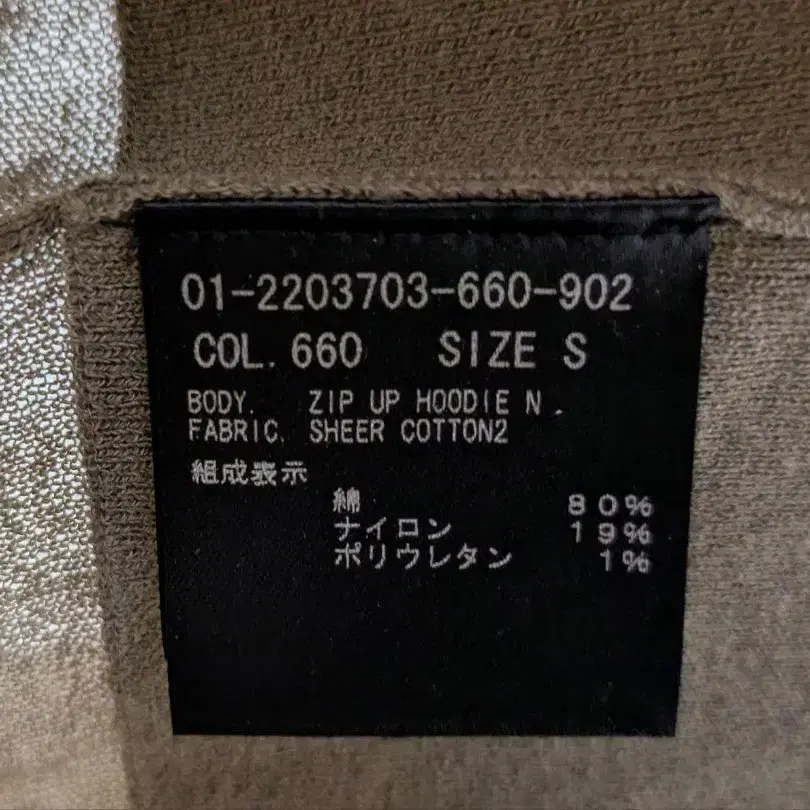 01-2203703-660-902
COL. 660 SIZE S
BODY. ZIP UP HOODIE N .
FABRIC. SHEER COTTON2
組成表示
綿 80%
ナイロン 19%
ポリウレタン 1%